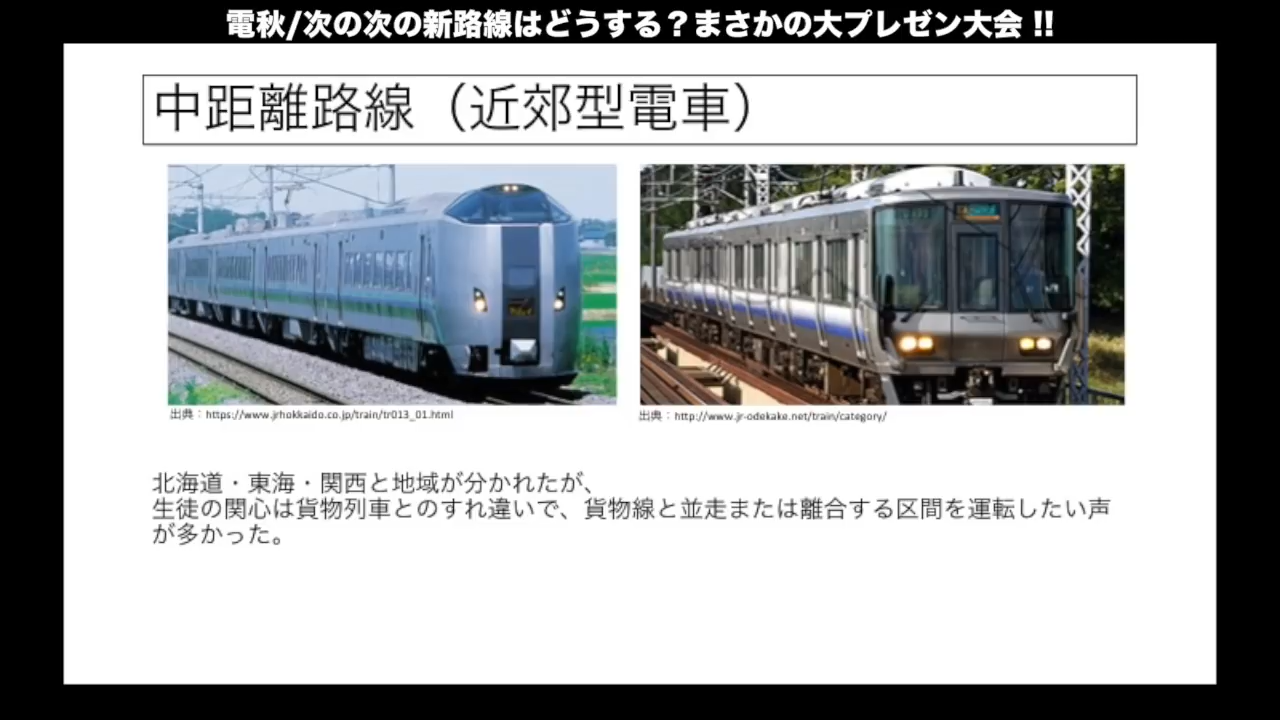 電秋/次の次の新路線はどうする？まさかの大プレゼン大会 !!
中距離路線（近郊型電車）
出典：https://www.jrhokkaido.co.jp/train/tr013_01.html
出典：http://www.jr-odekake.net/train/category/
北海道・東海・関西と地域が分かれたが、
生徒の関心は貨物列車とのすれ違いで、貨物線と並走または離合する区間を運転したい声
が多かった。